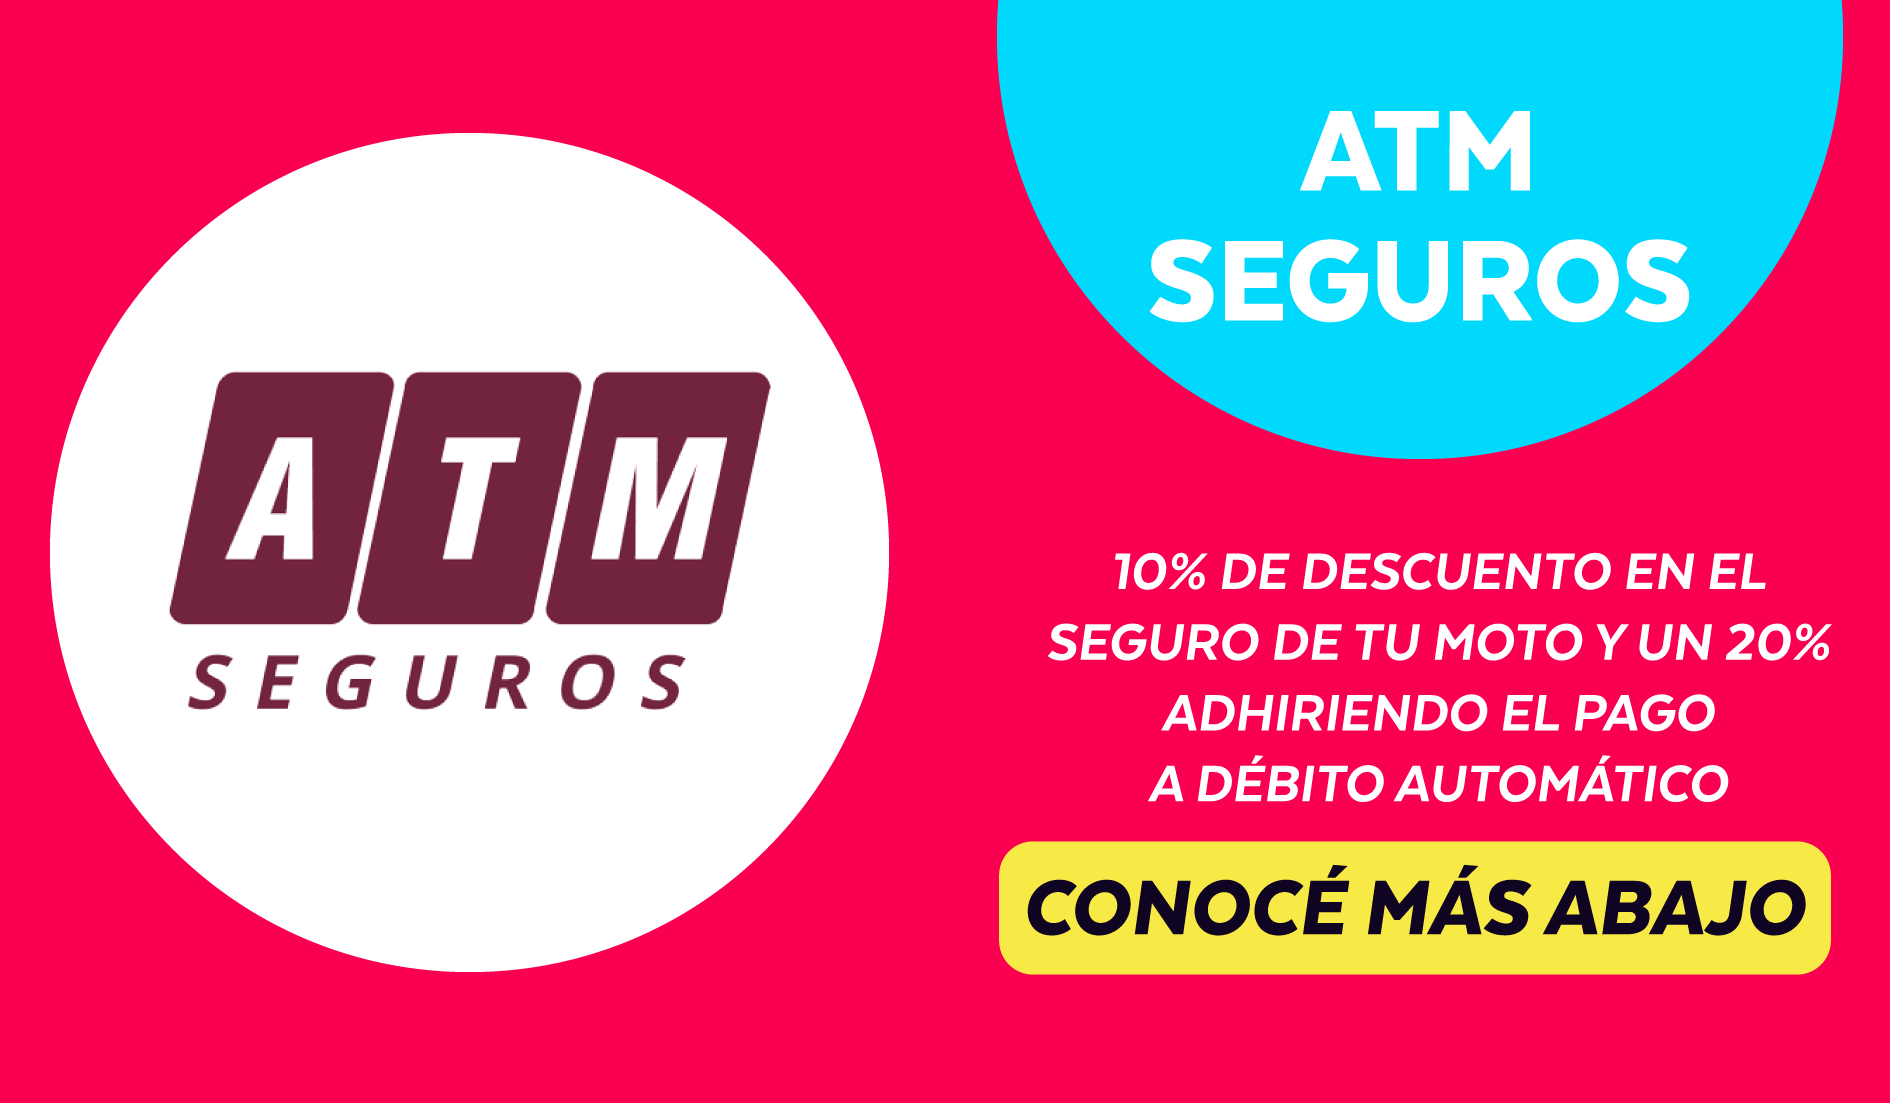 ATM
SEGUROS
ATM
SEGUROS
10% DE DESCUENTO EN EL
SEGURO DE TU MOTO Y UN 20%
ADHIRIENDO EL PAGO
A DÉBITO AUTOMÁTICO
CONOCÉ MÁS ABAJO